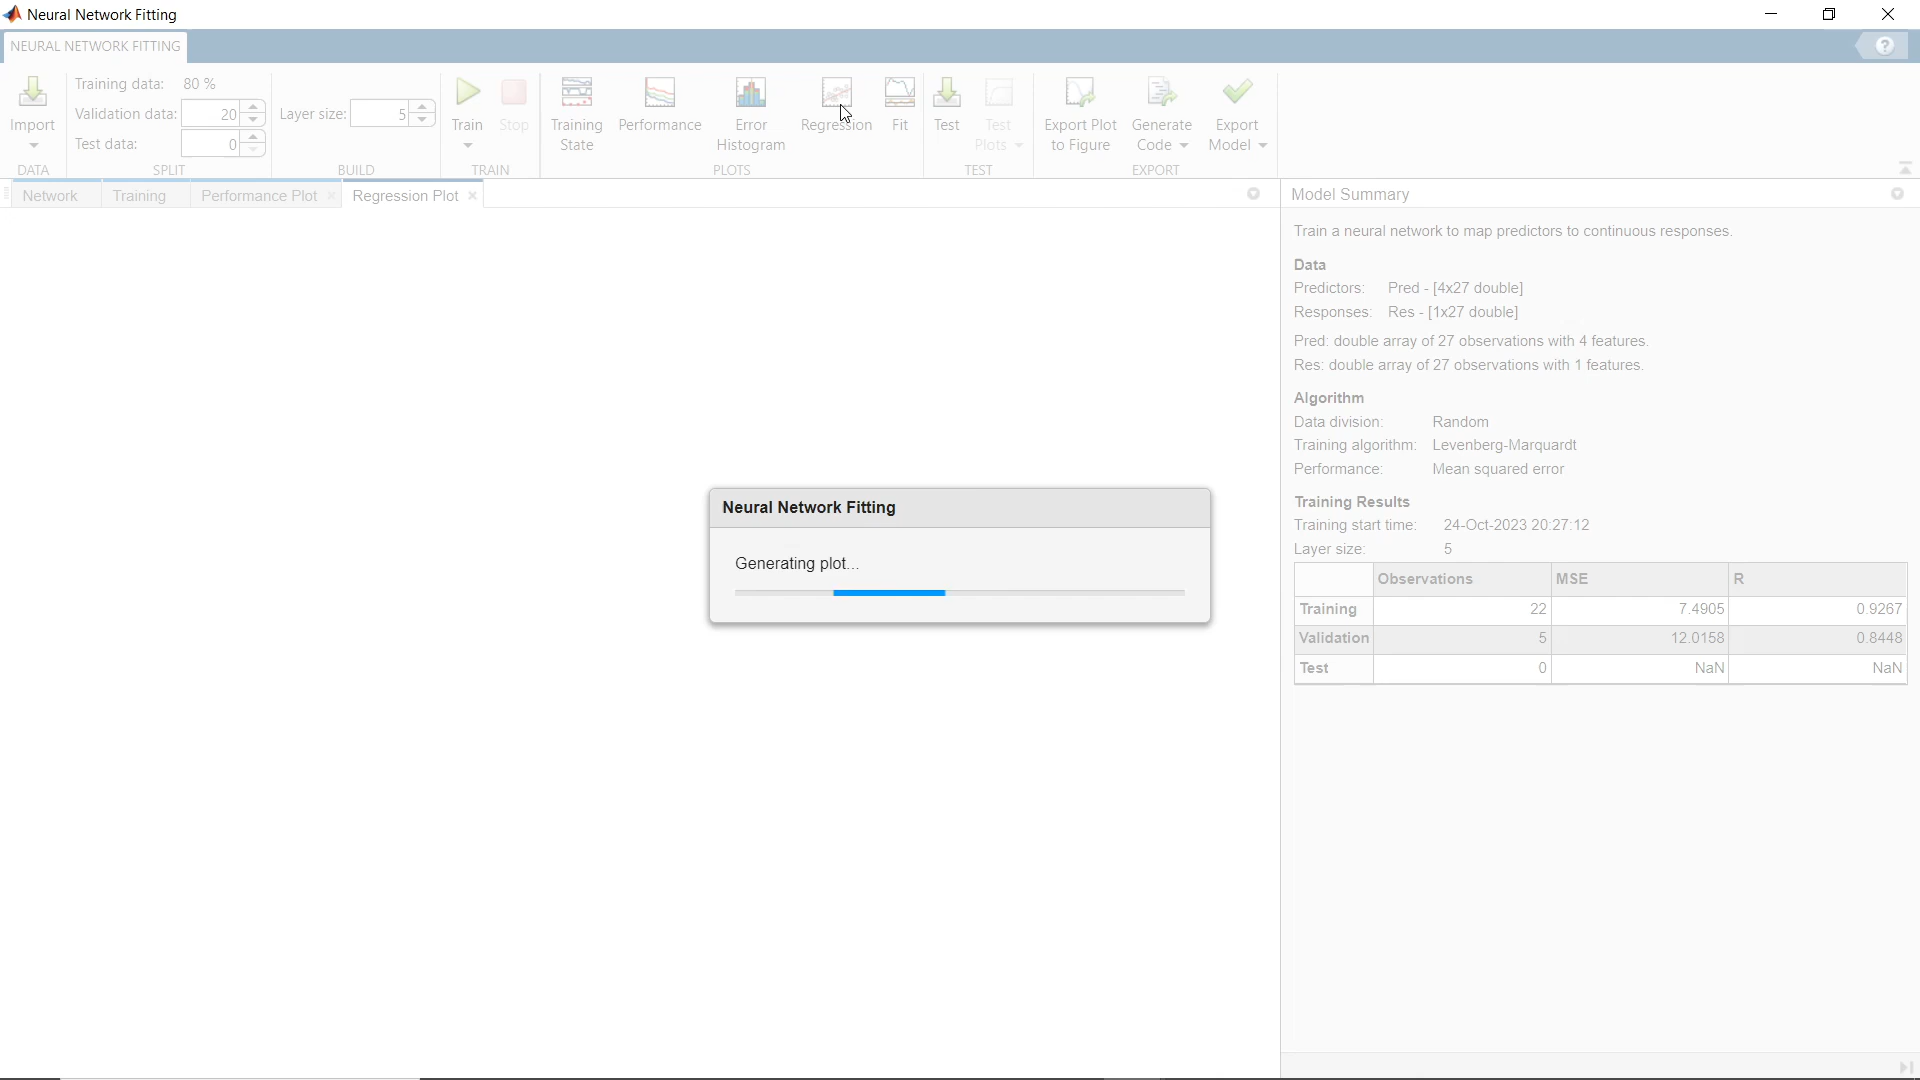 Neural Network Fitting
NEURAL NETWORK FITTING
?
Import
DATA
Training data: 80 %
Validation data: 20
Test data: 0
SPLIT
Layer size: 5
BUILD
Train
Stop
TRAIN
Training State
Performance
Error Histogram
Regression
Fit
PLOTS
Test
Test Plots
TEST
Export Plot to Figure
Generate Code
Export Model
EXPORT
Network
Training
Performance Plot
Regression Plot
Model Summary
Train a neural network to map predictors to continuous responses.
Data
Predictors: Pred - [4x27 double]
Responses: Res - [1x27 double]
Pred: double array of 27 observations with 4 features.
Res: double array of 27 observations with 1 features.
Algorithm
Data division: Random
Training algorithm: Levenberg-Marquardt
Performance: Mean squared error
Training Results
Training start time: 24-Oct-2023 20:27:12
Layer size: 5
Observations MSE R
Training 22 7.4905 0.9267
Validation 5 12.0158 0.8448
Test 0 NaN NaN
Neural Network Fitting
Generating plot...